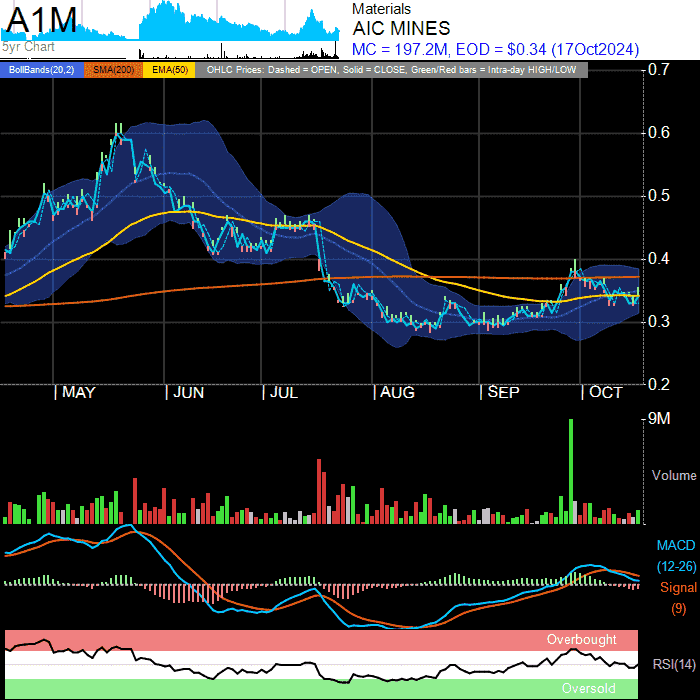 A1M
5yr Chart
Materials
AIC MINES
MC = 197.2M, EOD = $0.34 (17Oct2024)
BollBands(20,2) SMA(200) EMA(50) OHLC Prices: Dashed = OPEN, Solid = CLOSE, Green/Red bars = Intra-day HIGH/LOW
0.7
0.6
0.5
0.4
0.3
0.2
| MAY | JUN | JUL | AUG | SEP | OCT
9M
Volume
MACD
(12-26)
Signal
(9)
Overbought
RSI(14)
Oversold